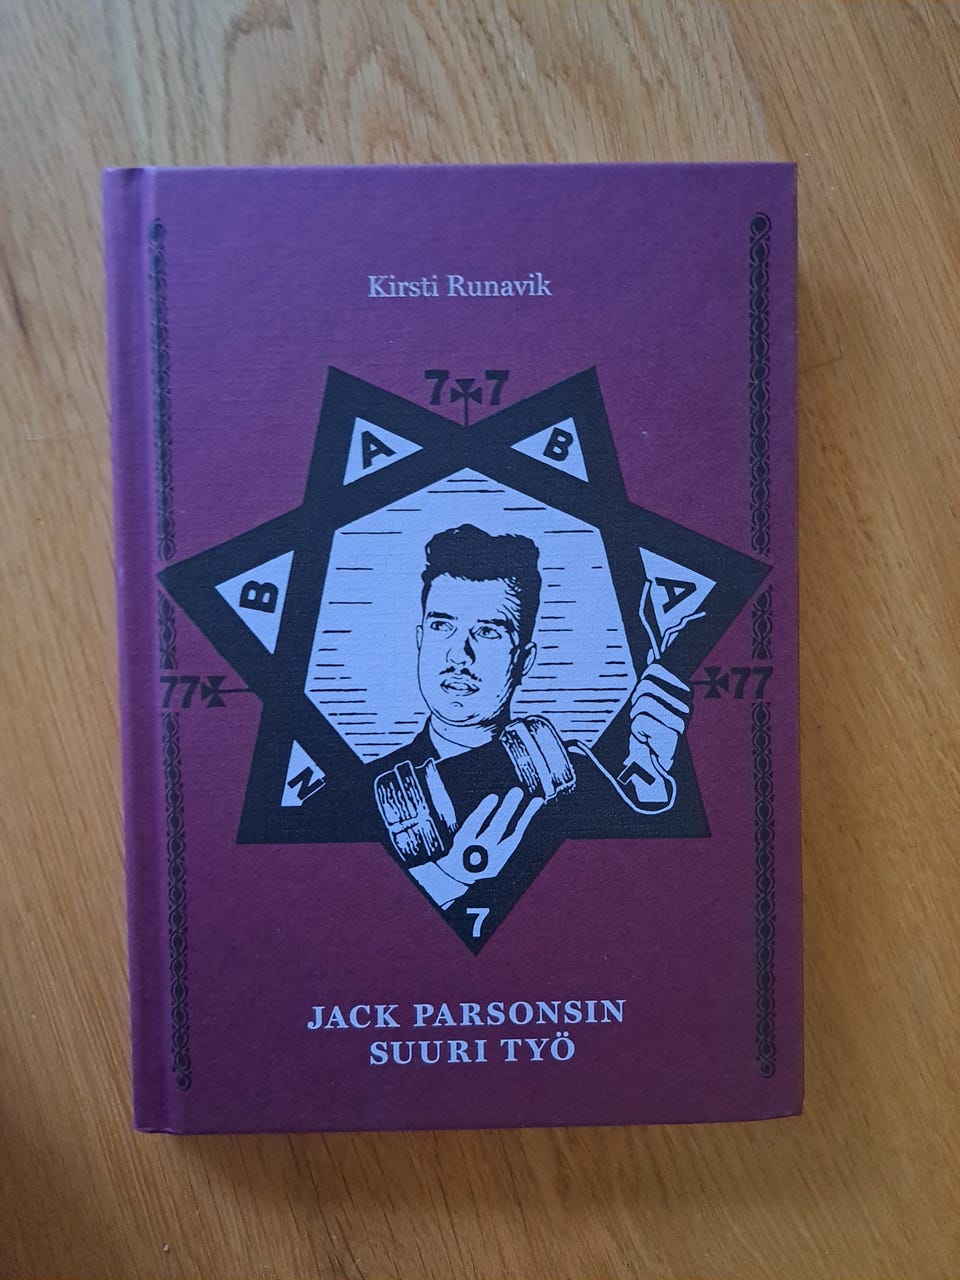 Kirsti Runavik
7 7
A B
B A
77 77
N L
O
7
JACK PARSONSIN
SUURI TYÖ